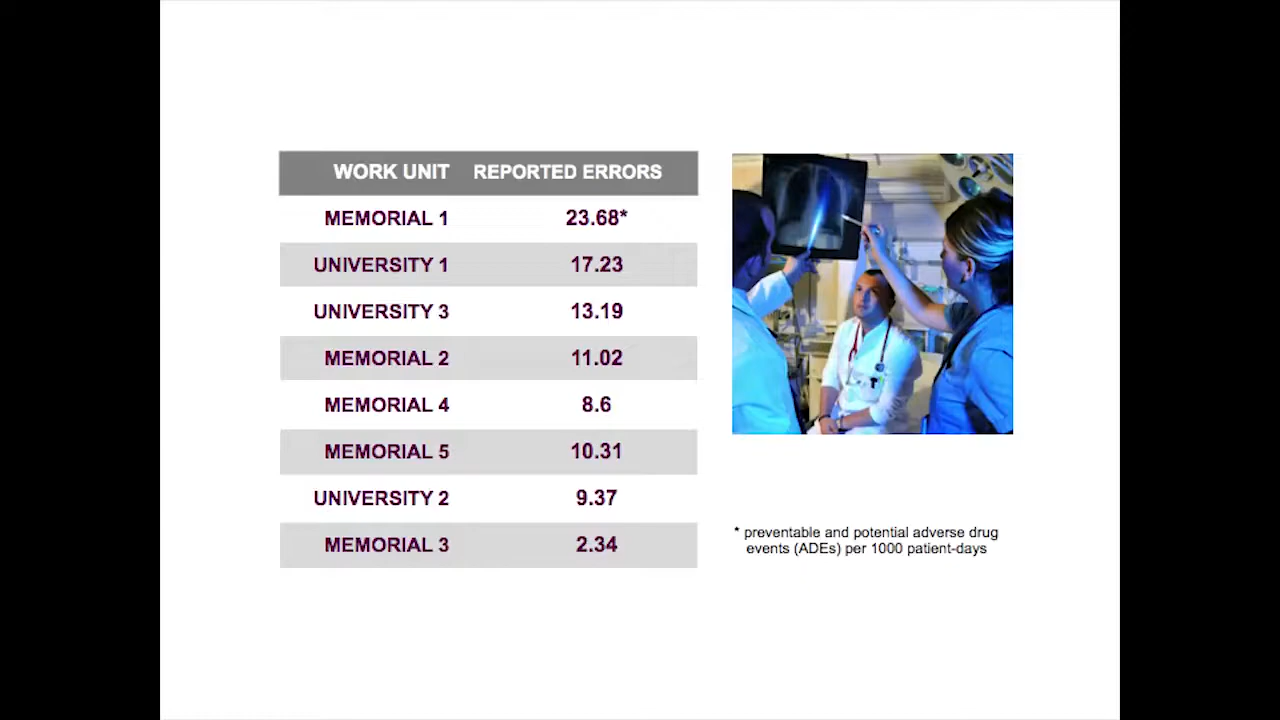 WORK UNIT REPORTED ERRORS
MEMORIAL 1 23.68*
UNIVERSITY 1 17.23
UNIVERSITY 3 13.19
MEMORIAL 2 11.02
MEMORIAL 4 8.6
MEMORIAL 5 10.31
UNIVERSITY 2 9.37
MEMORIAL 3 2.34
* preventable and potential adverse drug
events (ADEs) per 1000 patient-days